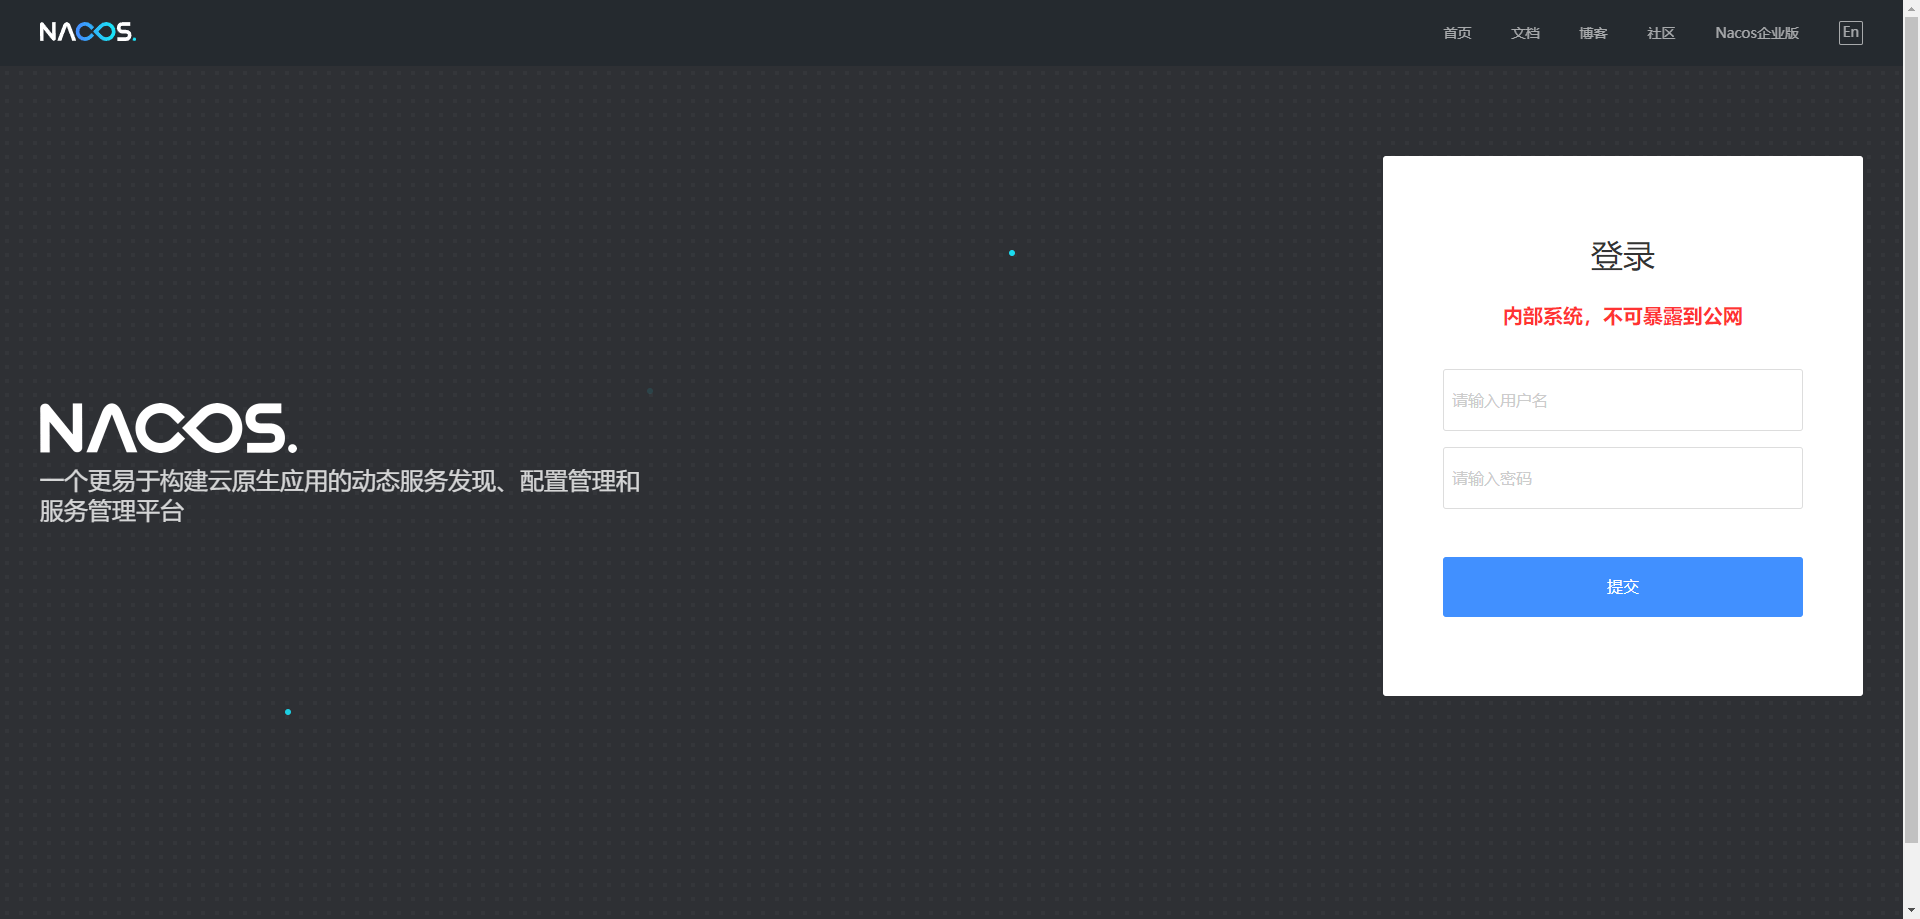 NACOS.
首页
文档
博客
社区
Nacos企业版
En
NACOS.
一个更易于构建云原生应用的动态服务发现、配置管理和
服务管理平台
登录
内部系统，不可暴露到公网
请输入用户名
请输入密码
提交